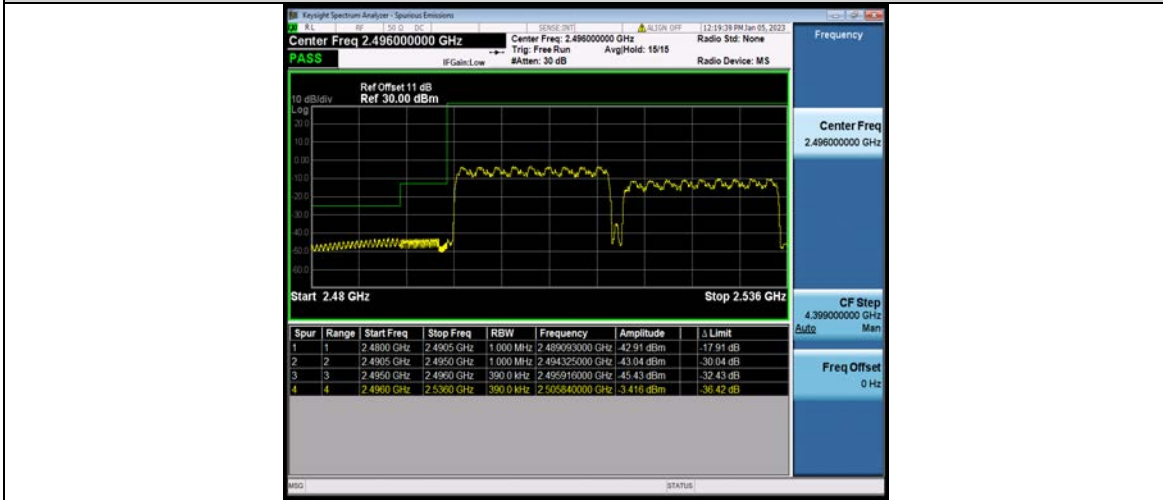 Keysight Spectrum Analyzer - Spurious Emissions
RL RF 50 Ω DC SENSE:INT ALIGN OFF 12:19:39 PM Jan 05, 2023
Center Freq 2.496000000 GHz
Center Freq: 2.496000000 GHz
Radio Std: None
Trig: Free Run Avg|Hold: 15/15
PASS
IFGain:Low
#Atten: 30 dB
Radio Device: MS
Ref Offset 11 dB
10 dB/div Ref 30.00 dBm
Log
20.0
10.0
0.00
-10.0
-20.0
-30.0
-40.0
-50.0
-60.0
Start 2.48 GHz Stop 2.536 GHz
Spur Range Start Freq Stop Freq RBW Frequency Amplitude Δ Limit
1 1 2.4800 GHz 2.4905 GHz 1.000 MHz 2.489093000 GHz -42.91 dBm -17.91 dB
2 2 2.4905 GHz 2.4950 GHz 1.000 MHz 2.494325000 GHz -43.04 dBm -30.04 dB
3 3 2.4950 GHz 2.4960 GHz 390.0 kHz 2.495916000 GHz -45.43 dBm -32.43 dB
4 4 2.4960 GHz 2.5360 GHz 390.0 kHz 2.505840000 GHz -3.416 dBm -36.42 dB
MSG STATUS
Frequency
Center Freq
2.496000000 GHz
CF Step
4.399000000 GHz
Auto Man
Freq Offset
0 Hz